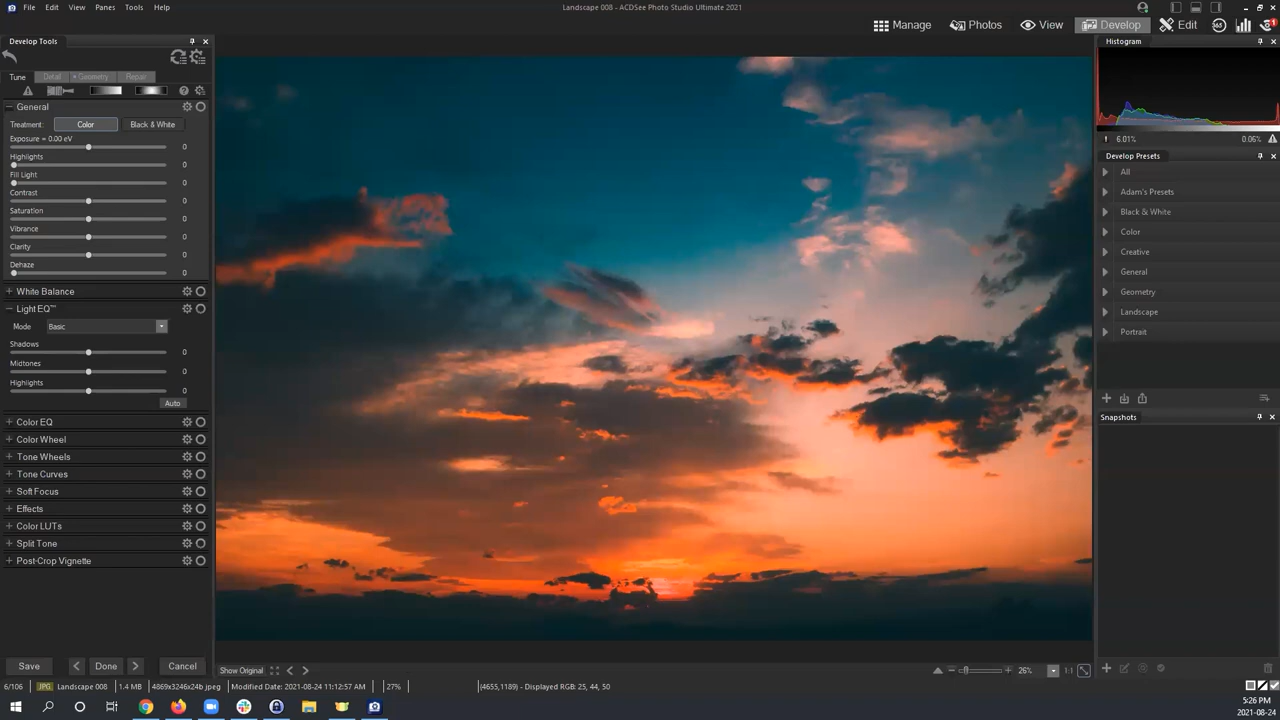 File Edit View Panes Tools Help
Landscape 008 - ACDSee Photo Studio Ultimate 2021
Manage Photos View Develop Edit 365 1
Develop Tools
Tune Detail Geometry Repair
General
Treatment: Color Black & White
Exposure = 0.00 eV
0
Highlights
0
Fill Light
0
Contrast
0
Saturation
0
Vibrance
0
Clarity
0
Dehaze
0
White Balance
Light EQ™
Mode Basic
Shadows
0
Midtones
0
Highlights
0
Auto
Color EQ
Color Wheel
Tone Wheels
Tone Curves
Soft Focus
Effects
Color LUTs
Split Tone
Post-Crop Vignette
Save Done Cancel
Show Original
26% 1:1
Histogram
6.01% 0.06%
Develop Presets
All
Adam's Presets
Black & White
Color
Creative
General
Geometry
Landscape
Portrait
Snapshots
6/106 JPG Landscape 008 1.4 MB 4869x3246x24b jpeg Modified Date: 2021-08-24 11:12:57 AM 27% (4655,1189) - Displayed RGB: 25, 44, 50
5:26 PM
2021-08-24